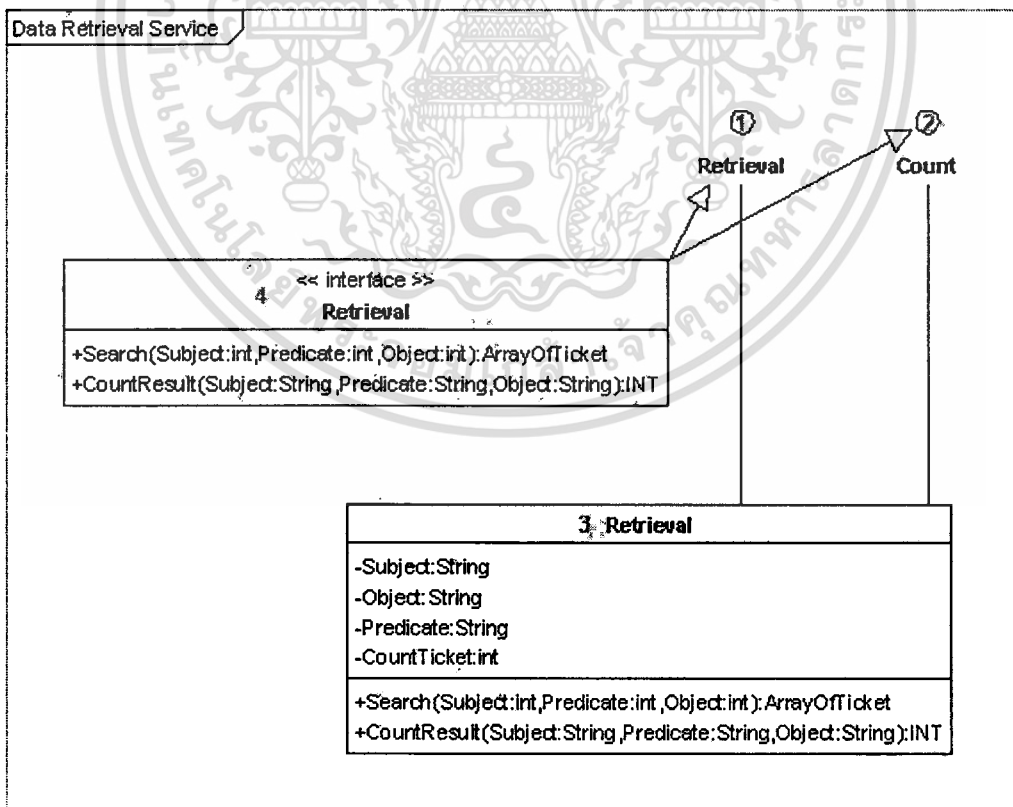 Data Retrieval Service
1
Retrieval
2
Count
<< interface >>
4
Retrieval
+Search(Subject:int,Predicate:int,Object:int):ArrayOfTicket
+CountResult(Subject:String,Predicate:String,Object:String):INT
3 Retrieval
-Subject:String
-Object:String
-Predicate:String
-CountTicket:int
+Search(Subject:int,Predicate:int,Object:int):ArrayOfTicket
+CountResult(Subject:String,Predicate:String,Object:String):INT